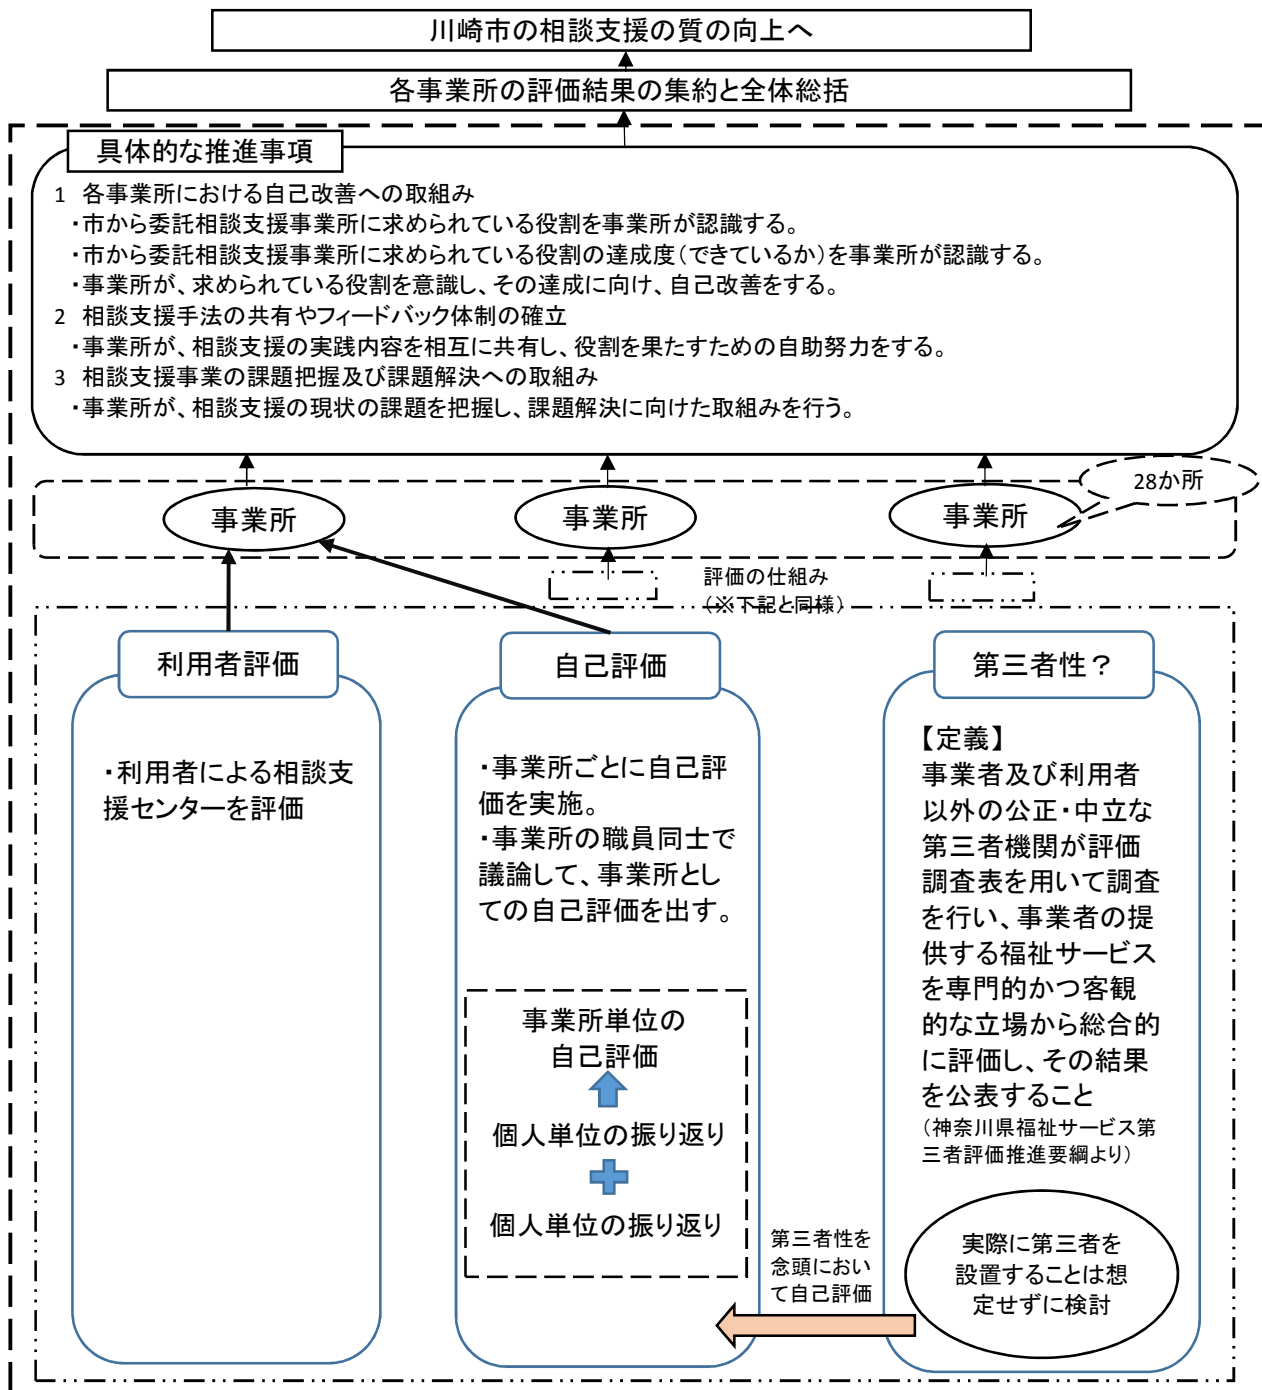 川崎市の相談支援の質の向上へ
各事業所の評価結果の集約と全体総括
具体的な推進事項
1 各事業所における自己改善への取組み
・市から委託相談支援事業所に求められている役割を事業所が認識する。
・市から委託相談支援事業所に求められている役割の達成度(できているか)を事業所が認識する。
・事業所が、求められている役割を意識し、その達成に向け、自己改善をする。
2 相談支援手法の共有やフィードバック体制の確立
・事業所が、相談支援の実践内容を相互に共有し、役割を果たすための自助努力をする。
3 相談支援事業の課題把握及び課題解決への取組み
・事業所が、相談支援の現状の課題を把握し、課題解決に向けた取組みを行う。
28か所
事業所
事業所
事業所
評価の仕組み
(※下記と同様)
利用者評価
・利用者による相談支
援センターを評価
自己評価
・事業所ごとに自己評
価を実施。
・事業所の職員同士で
議論して、事業所とし
ての自己評価を出す。
事業所単位の
自己評価
個人単位の振り返り
個人単位の振り返り
第三者性?
【定義】
事業者及び利用者
以外の公正・中立な
第三者機関が評価
調査表を用いて調査
を行い、事業者の提
供する福祉サービス
を専門的かつ客観
的な立場から総合的
に評価し、その結果
を公表すること
(神奈川県福祉サービス第
三者評価推進要綱より)
実際に第三者を
設置することは想
定せずに検討
第三者性を
念頭におい
て自己評価